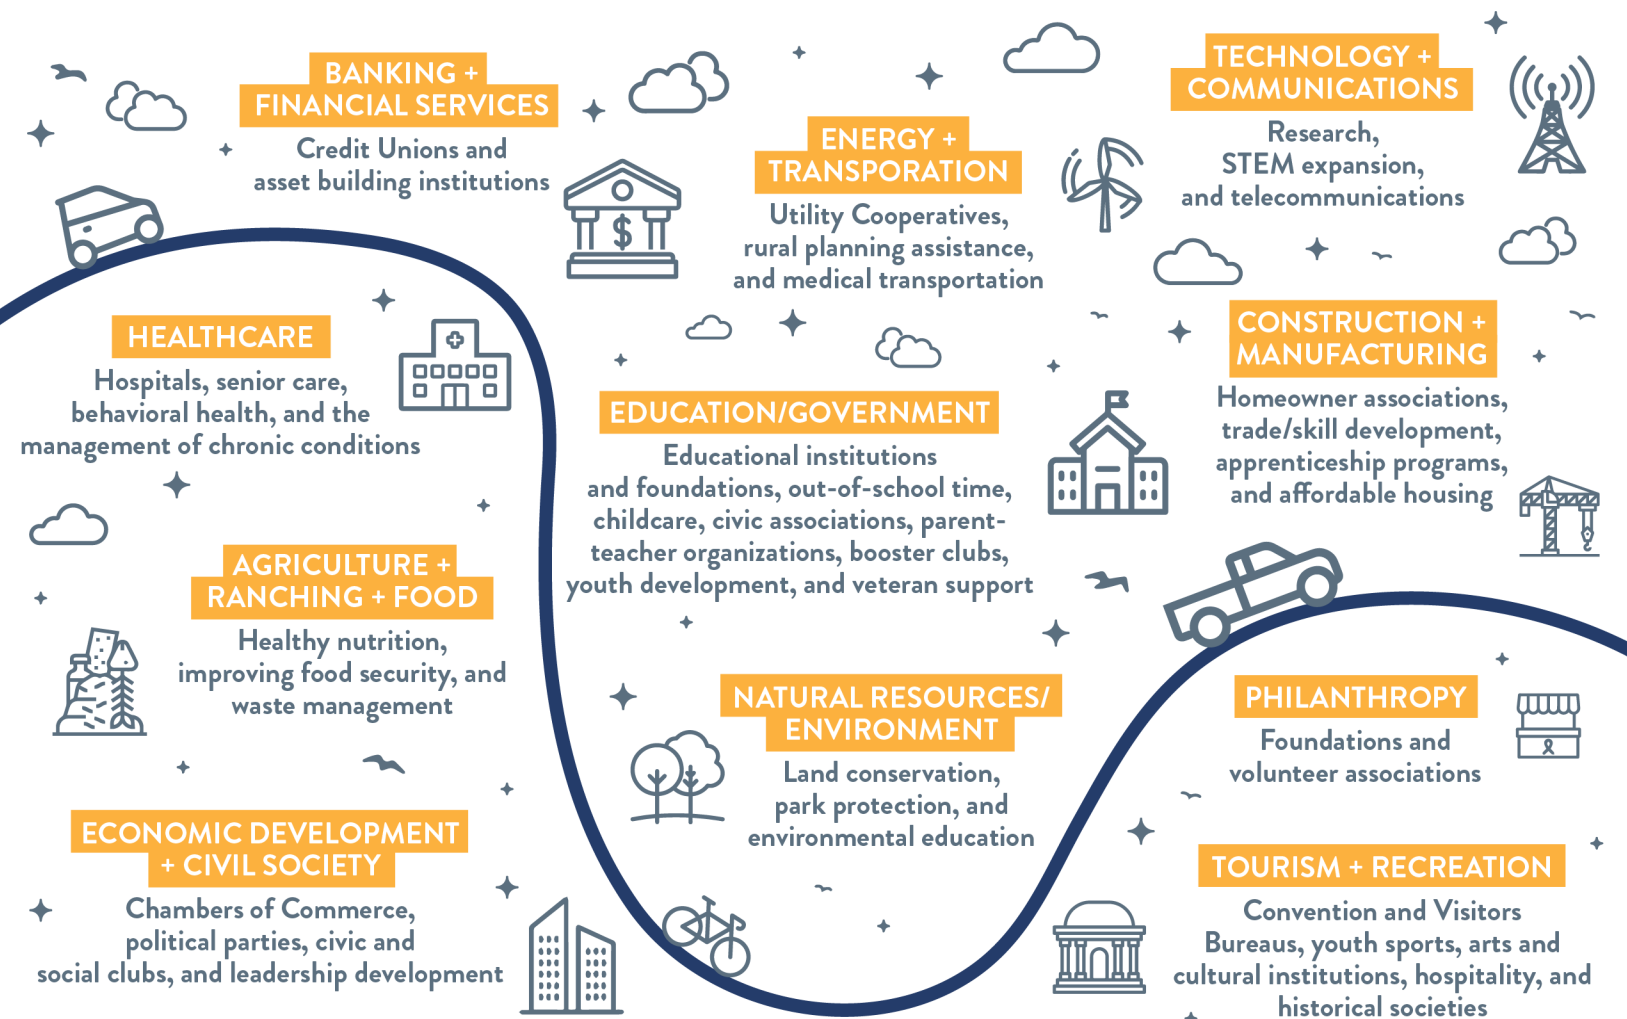 BANKING +
FINANCIAL SERVICES
Credit Unions and
asset building institutions
ENERGY +
TRANSPORATION
Utility Cooperatives,
rural planning assistance,
and medical transportation
TECHNOLOGY +
COMMUNICATIONS
Research,
STEM expansion,
and telecommunications
HEALTHCARE
Hospitals, senior care,
behavioral health, and the
management of chronic conditions
EDUCATION/GOVERNMENT
Educational institutions
and foundations, out-of-school time,
childcare, civic associations, parent-
teacher organizations, booster clubs,
youth development, and veteran support
CONSTRUCTION +
MANUFACTURING
Homeowner associations,
trade/skill development,
apprenticeship programs,
and affordable housing
AGRICULTURE +
RANCHING + FOOD
Healthy nutrition,
improving food security, and
waste management
NATURAL RESOURCES/
ENVIRONMENT
Land conservation,
park protection, and
environmental education
PHILANTHROPY
Foundations and
volunteer associations
ECONOMIC DEVELOPMENT
+ CIVIL SOCIETY
Chambers of Commerce,
political parties, civic and
social clubs, and leadership development
TOURISM + RECREATION
Convention and Visitors
Bureaus, youth sports, arts and
cultural institutions, hospitality, and
historical societies
$